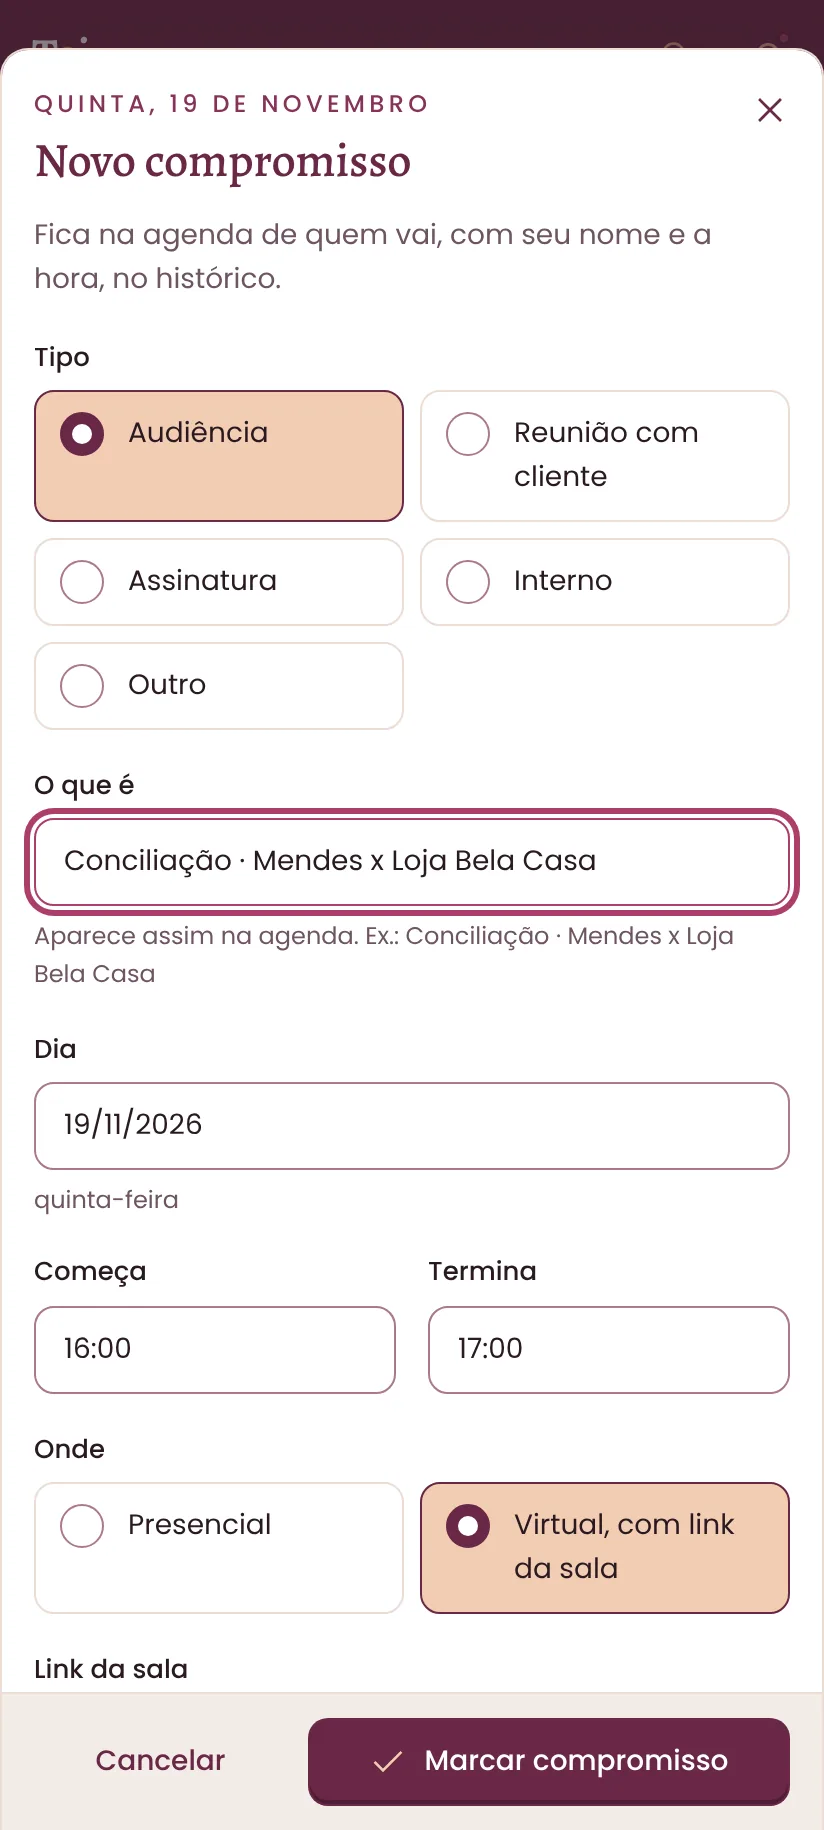 QUINTA, 19 DE NOVEMBRO
Novo compromisso
Fica na agenda de quem vai, com seu nome e a
hora, no histórico.
Tipo
Audiência
Reunião com
cliente
Assinatura
Interno
Outro
O que é
Conciliação · Mendes x Loja Bela Casa
Aparece assim na agenda. Ex.: Conciliação · Mendes x Loja
Bela Casa
Dia
19/11/2026
quinta-feira
Começa
Termina
16:00
17:00
Onde
Presencial
Virtual, com link
da sala
Link da sala
Cancelar
Marcar compromisso